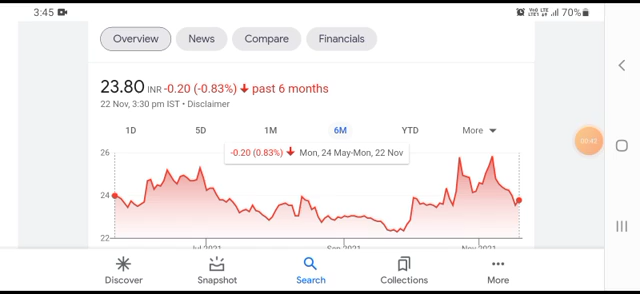 3:45 70%
Overview News Compare Financials
23.80 INR -0.20 (-0.83%) past 6 months
22 Nov, 3:30 pm IST • Disclaimer
1D 5D 1M 6M YTD More
-0.20 (0.83%) Mon, 24 May-Mon, 22 Nov
26
24
22
Jul 2021 Sep 2021 Nov 2021
Discover Snapshot Search Collections More